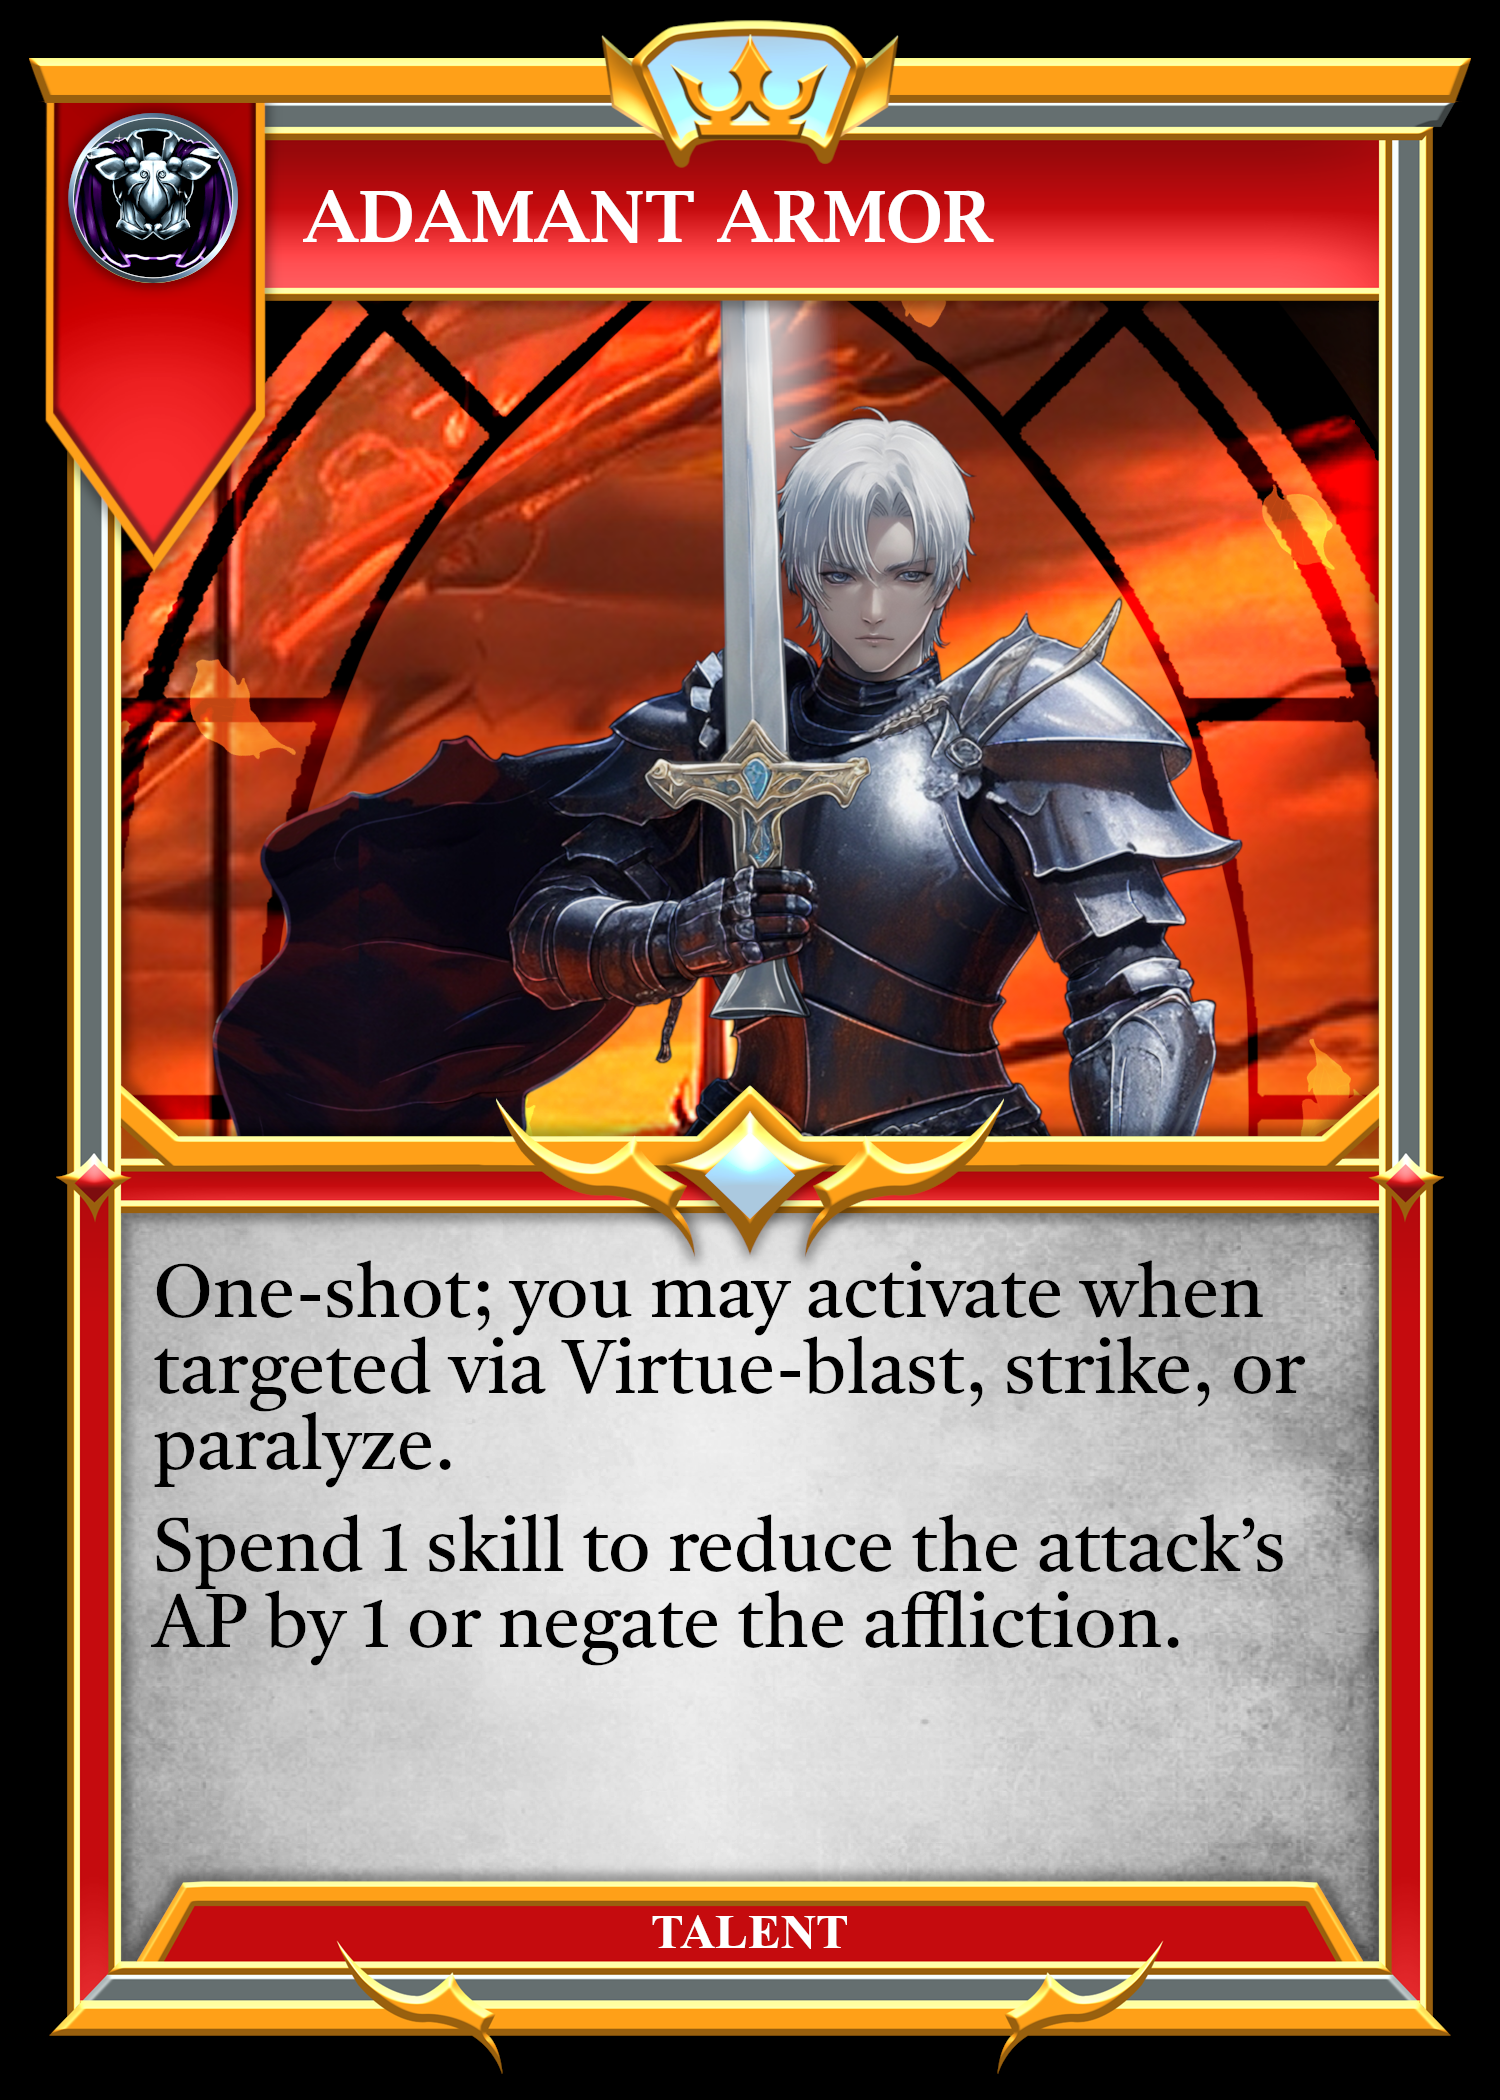 ADAMANT ARMOR
One-shot; you may activate when
targeted via Virtue-blast, strike, or
paralyze.
Spend 1 skill to reduce the attack’s
AP by 1 or negate the affliction.
TALENT